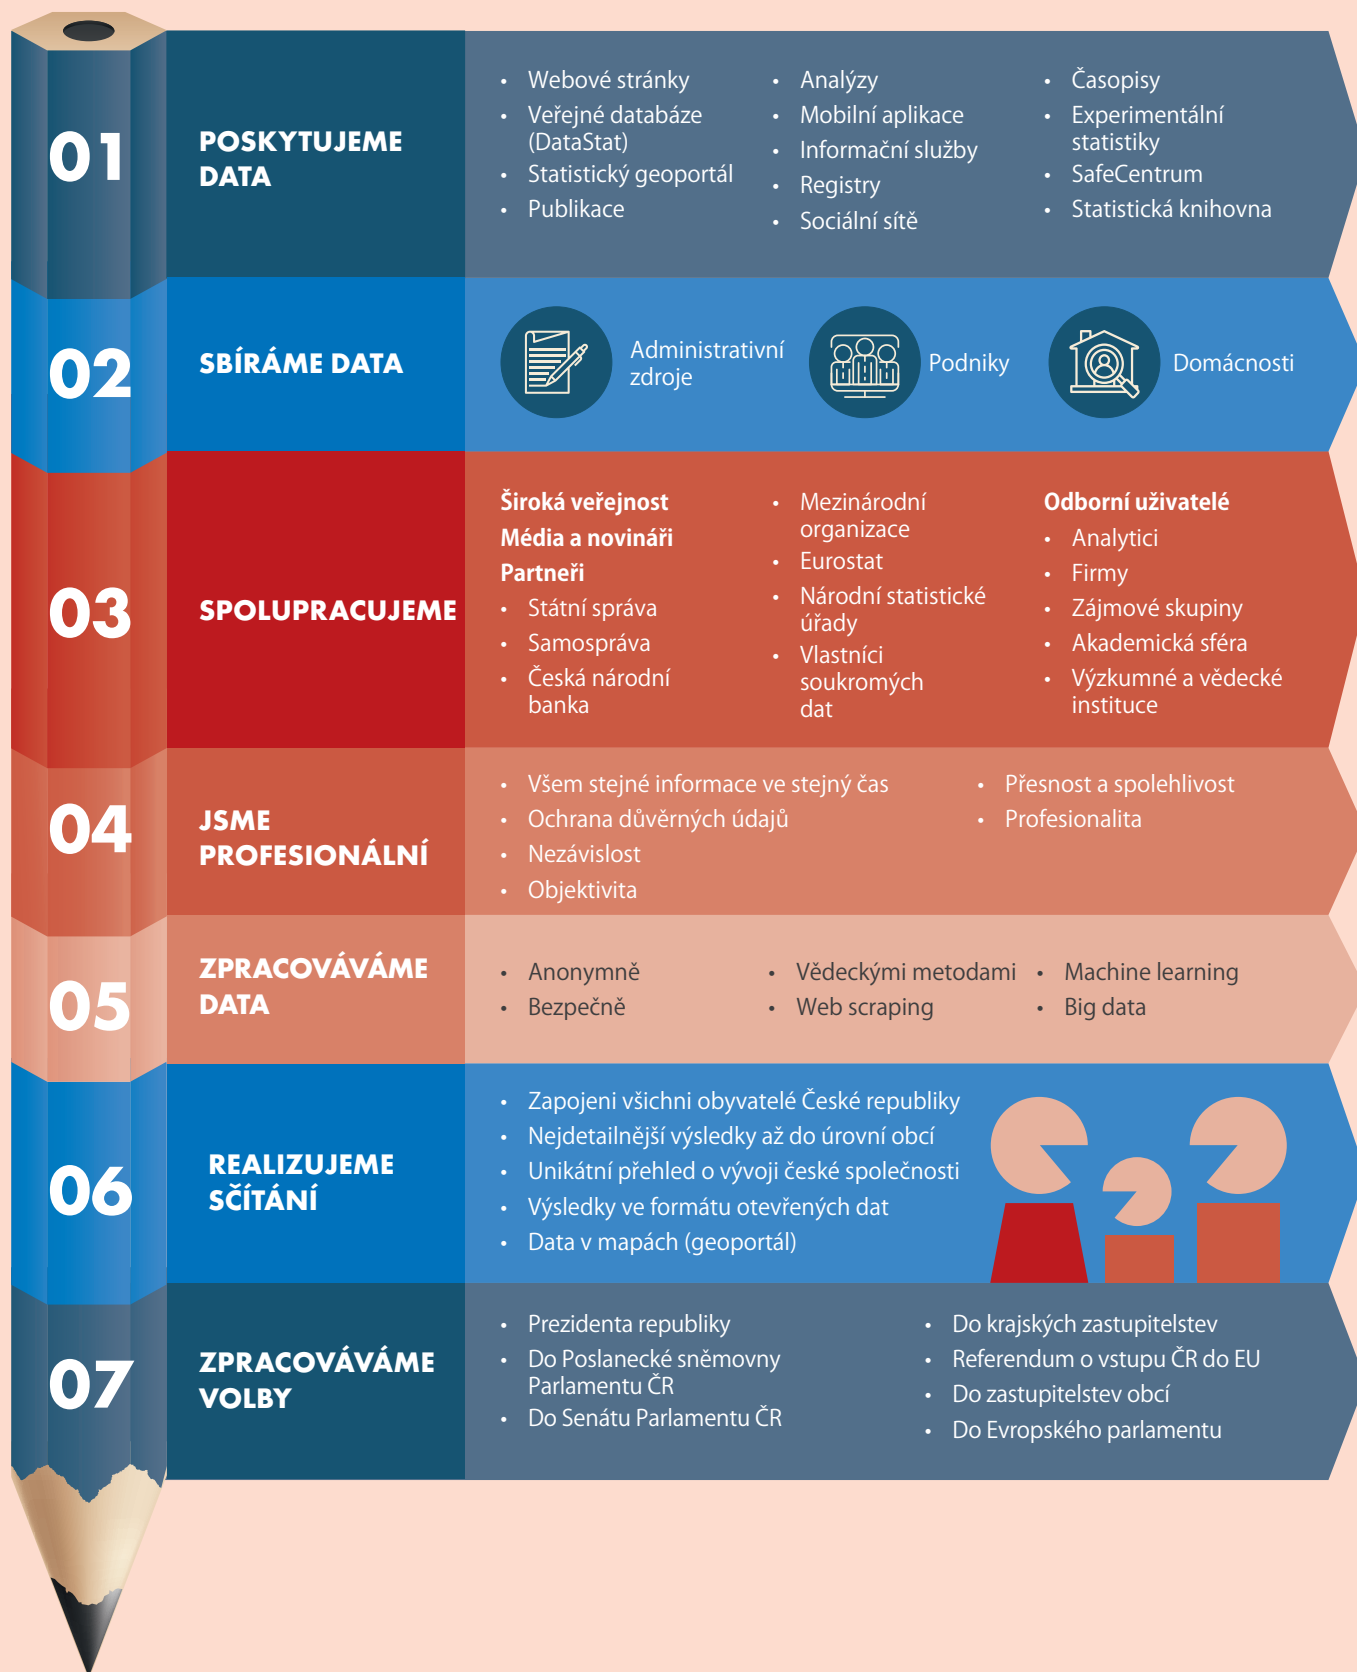 01
POSKYTUJEME
DATA
• Webové stránky
• Veřejné databáze
(DataStat)
• Statistický geoportál
• Publikace
• Analýzy
• Mobilní aplikace
• Informační služby
• Registry
• Sociální sítě
• Časopisy
• Experimentální
statistiky
• SafeCentrum
• Statistická knihovna
02
SBÍRÁME DATA
Administrativní
zdroje
Podniky
Domácnosti
03
SPOLUPRACUJEME
Široká veřejnost
Média a novináři
Partneři
• Státní správa
• Samospráva
• Česká národní
banka
• Mezinárodní
organizace
• Eurostat
• Národní statistické
úřady
• Vlastníci
soukromých
dat
Odborní uživatelé
• Analytici
• Firmy
• Zájmové skupiny
• Akademická sféra
• Výzkumné a vědecké
instituce
04
JSME
PROFESIONÁLNÍ
• Všem stejné informace ve stejný čas
• Ochrana důvěrných údajů
• Nezávislost
• Objektivita
• Přesnost a spolehlivost
• Profesionalita
05
ZPRACOVÁVÁME
DATA
• Anonymně
• Bezpečně
• Vědeckými metodami
• Web scraping
• Machine learning
• Big data
06
REALIZUJEME
SČÍTÁNÍ
• Zapojeni všichni obyvatelé České republiky
• Nejdetailnější výsledky až do úrovní obcí
• Unikátní přehled o vývoji české společnosti
• Výsledky ve formátu otevřených dat
• Data v mapách (geoportál)
07
ZPRACOVÁVÁME
VOLBY
• Prezidenta republiky
• Do Poslanecké sněmovny
Parlamentu ČR
• Do Senátu Parlamentu ČR
• Do krajských zastupitelstev
• Referendum o vstupu ČR do EU
• Do zastupitelstev obcí
• Do Evropského parlamentu